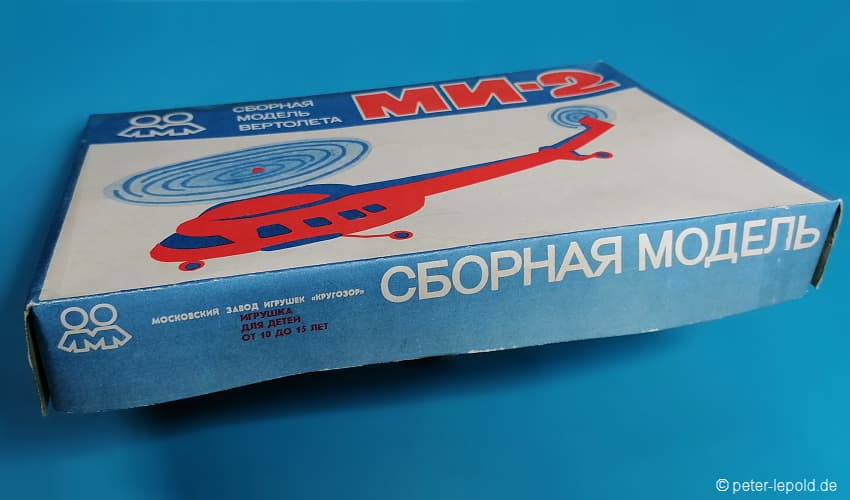 СБОРНАЯ
МОДЕЛЬ
ВЕРТОЛЕТА
МИ-2
МОСКОВСКИЙ ЗАВОД ИГРУШЕК «КРУГОЗОР»
ИГРУШКА
ДЛЯ ДЕТЕЙ
ОТ 10 ДО 15 ЛЕТ
СБОРНАЯ МОДЕЛЬ
© peter-lepold.de